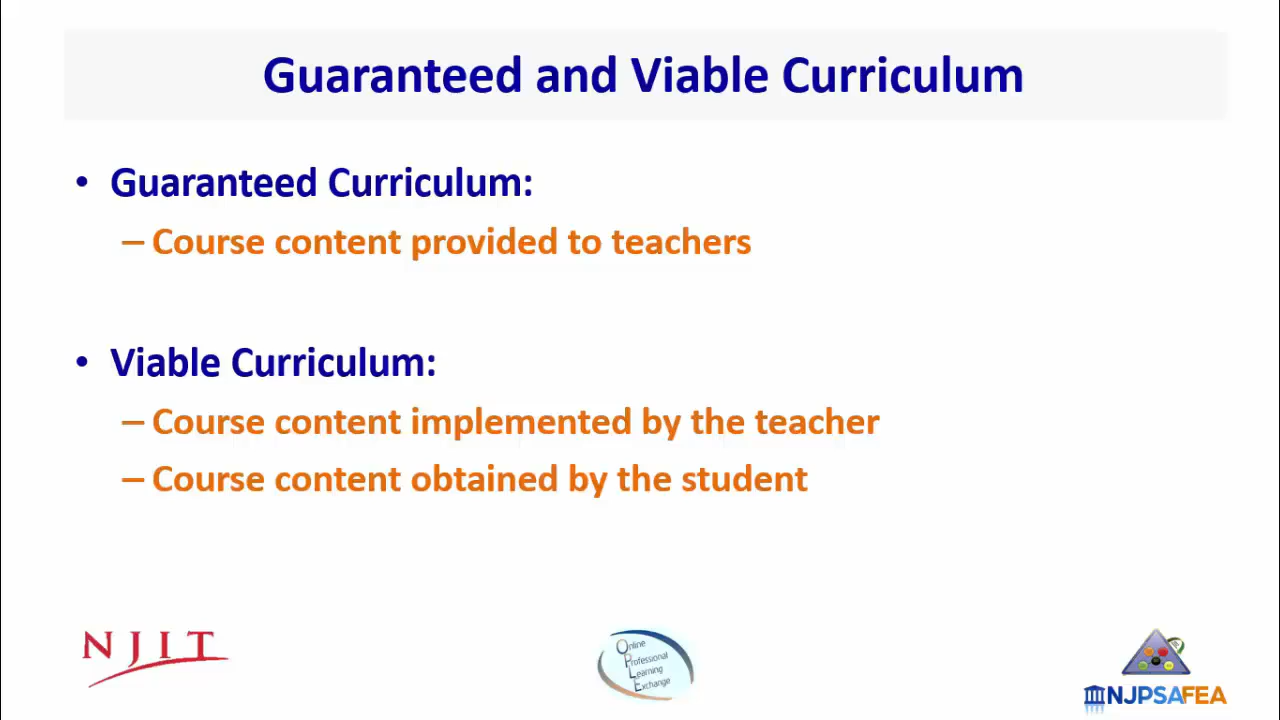 Guaranteed and Viable Curriculum
• Guaranteed Curriculum:
– Course content provided to teachers
• Viable Curriculum:
– Course content implemented by the teacher
– Course content obtained by the student
NJIT
Online
Professional
Learning
Exchange
NJPSAFEA